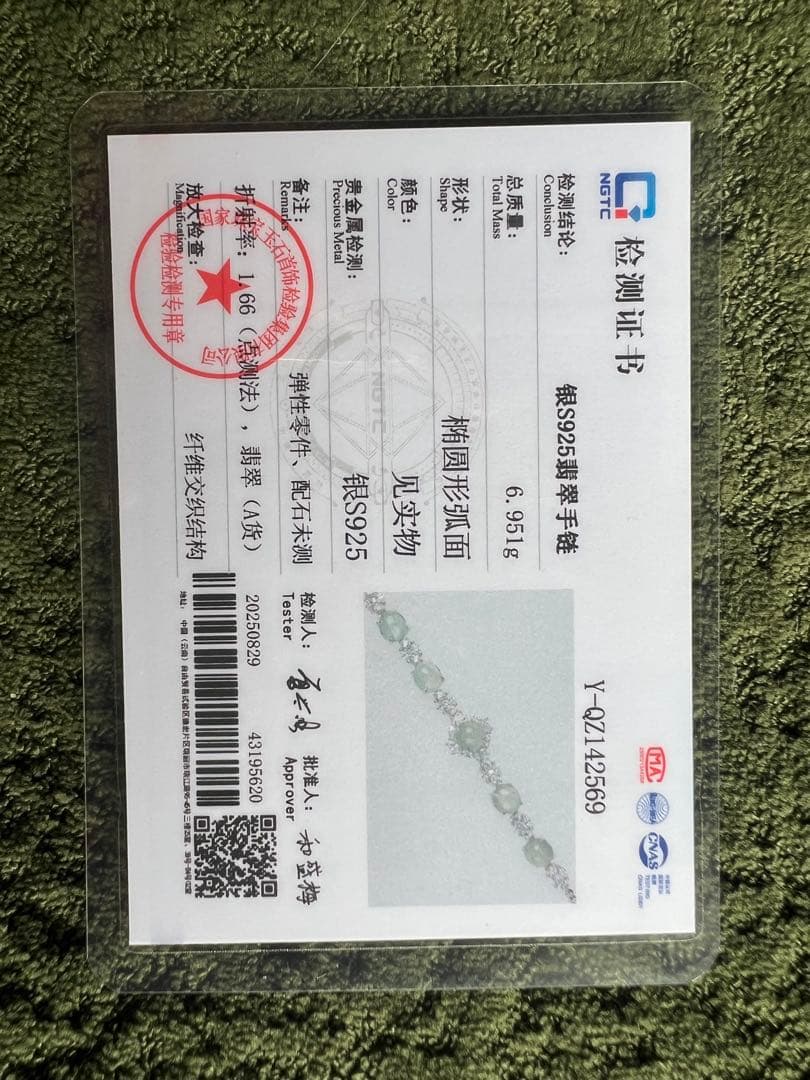 NGTC
检测证书
Y-QZ142569
MA
CNAS
检测结论: 银S925翡翠手链
Conclusion
总质量: 6.951g
Total Mass
形状: 椭圆形弧面
Shape
颜色: 见实物
Color
贵金属检测: 银S925
Precious Metal
备注: 弹性零件、配石未测
Remarks
折射率: 1.66(点测法), 翡翠(A货)
放大检查: 纤维交织结构
Magnification
检验检测专用章
NGTC
检测人:
Tester
批准人:
Approver
20250829
43195620